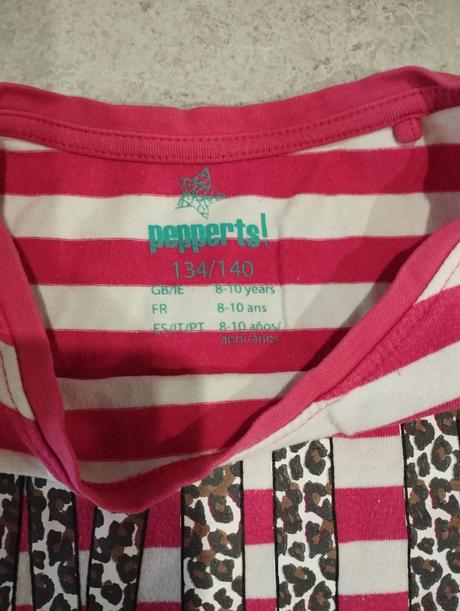 pepperts!
134/140
GB/IE 8-10 years
FR 8-10 ans
ES/IT/PT 8-10 años/
anni/anos